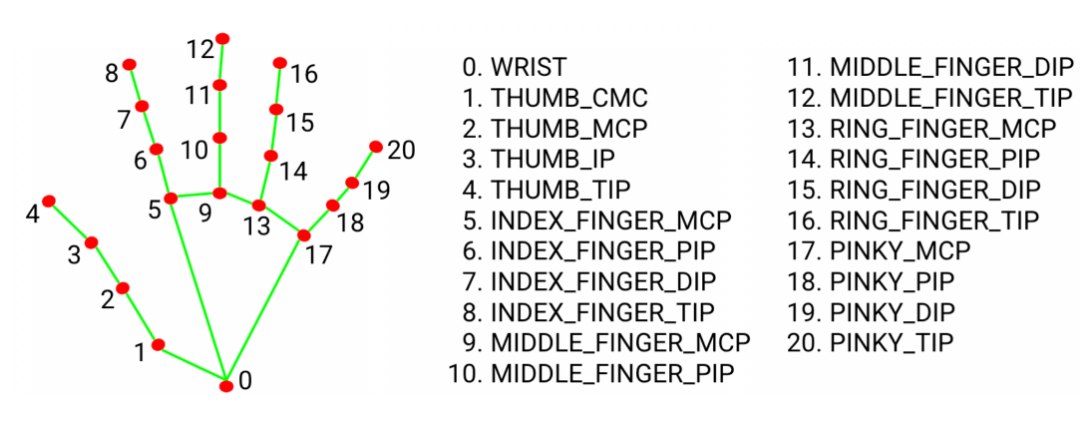 12
8
16
11
7
15
10
6
14
20
19
4
5
9
13
18
3
17
2
1
0
0. WRIST
1. THUMB_CMC
2. THUMB_MCP
3. THUMB_IP
4. THUMB_TIP
5. INDEX_FINGER_MCP
6. INDEX_FINGER_PIP
7. INDEX_FINGER_DIP
8. INDEX_FINGER_TIP
9. MIDDLE_FINGER_MCP
10. MIDDLE_FINGER_PIP
11. MIDDLE_FINGER_DIP
12. MIDDLE_FINGER_TIP
13. RING_FINGER_MCP
14. RING_FINGER_PIP
15. RING_FINGER_DIP
16. RING_FINGER_TIP
17. PINKY_MCP
18. PINKY_PIP
19. PINKY_DIP
20. PINKY_TIP